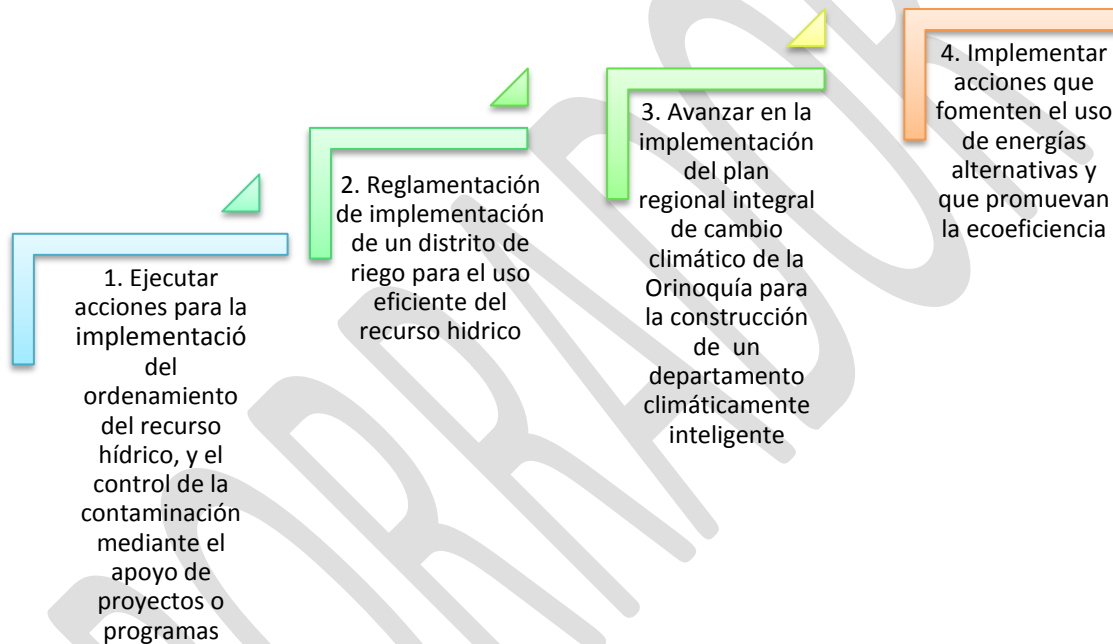 1. Ejecutar
acciones para la
implementació
del
ordenamiento
del recurso
hídrico, y el
control de la
contaminación
mediante el
apoyo de
proyectos o
programas
2. Reglamentación
de implementación
de un distrito de
riego para el uso
eficiente del
recurso hidrico
3. Avanzar en la
implementación
del plan
regional integral
de cambio
climático de la
Orinoquía para
la construcción
de un
departamento
climáticamente
inteligente
4. Implementar
acciones que
fomenten el uso
de energías
alternativas y
que promuevan
la ecoeficiencia